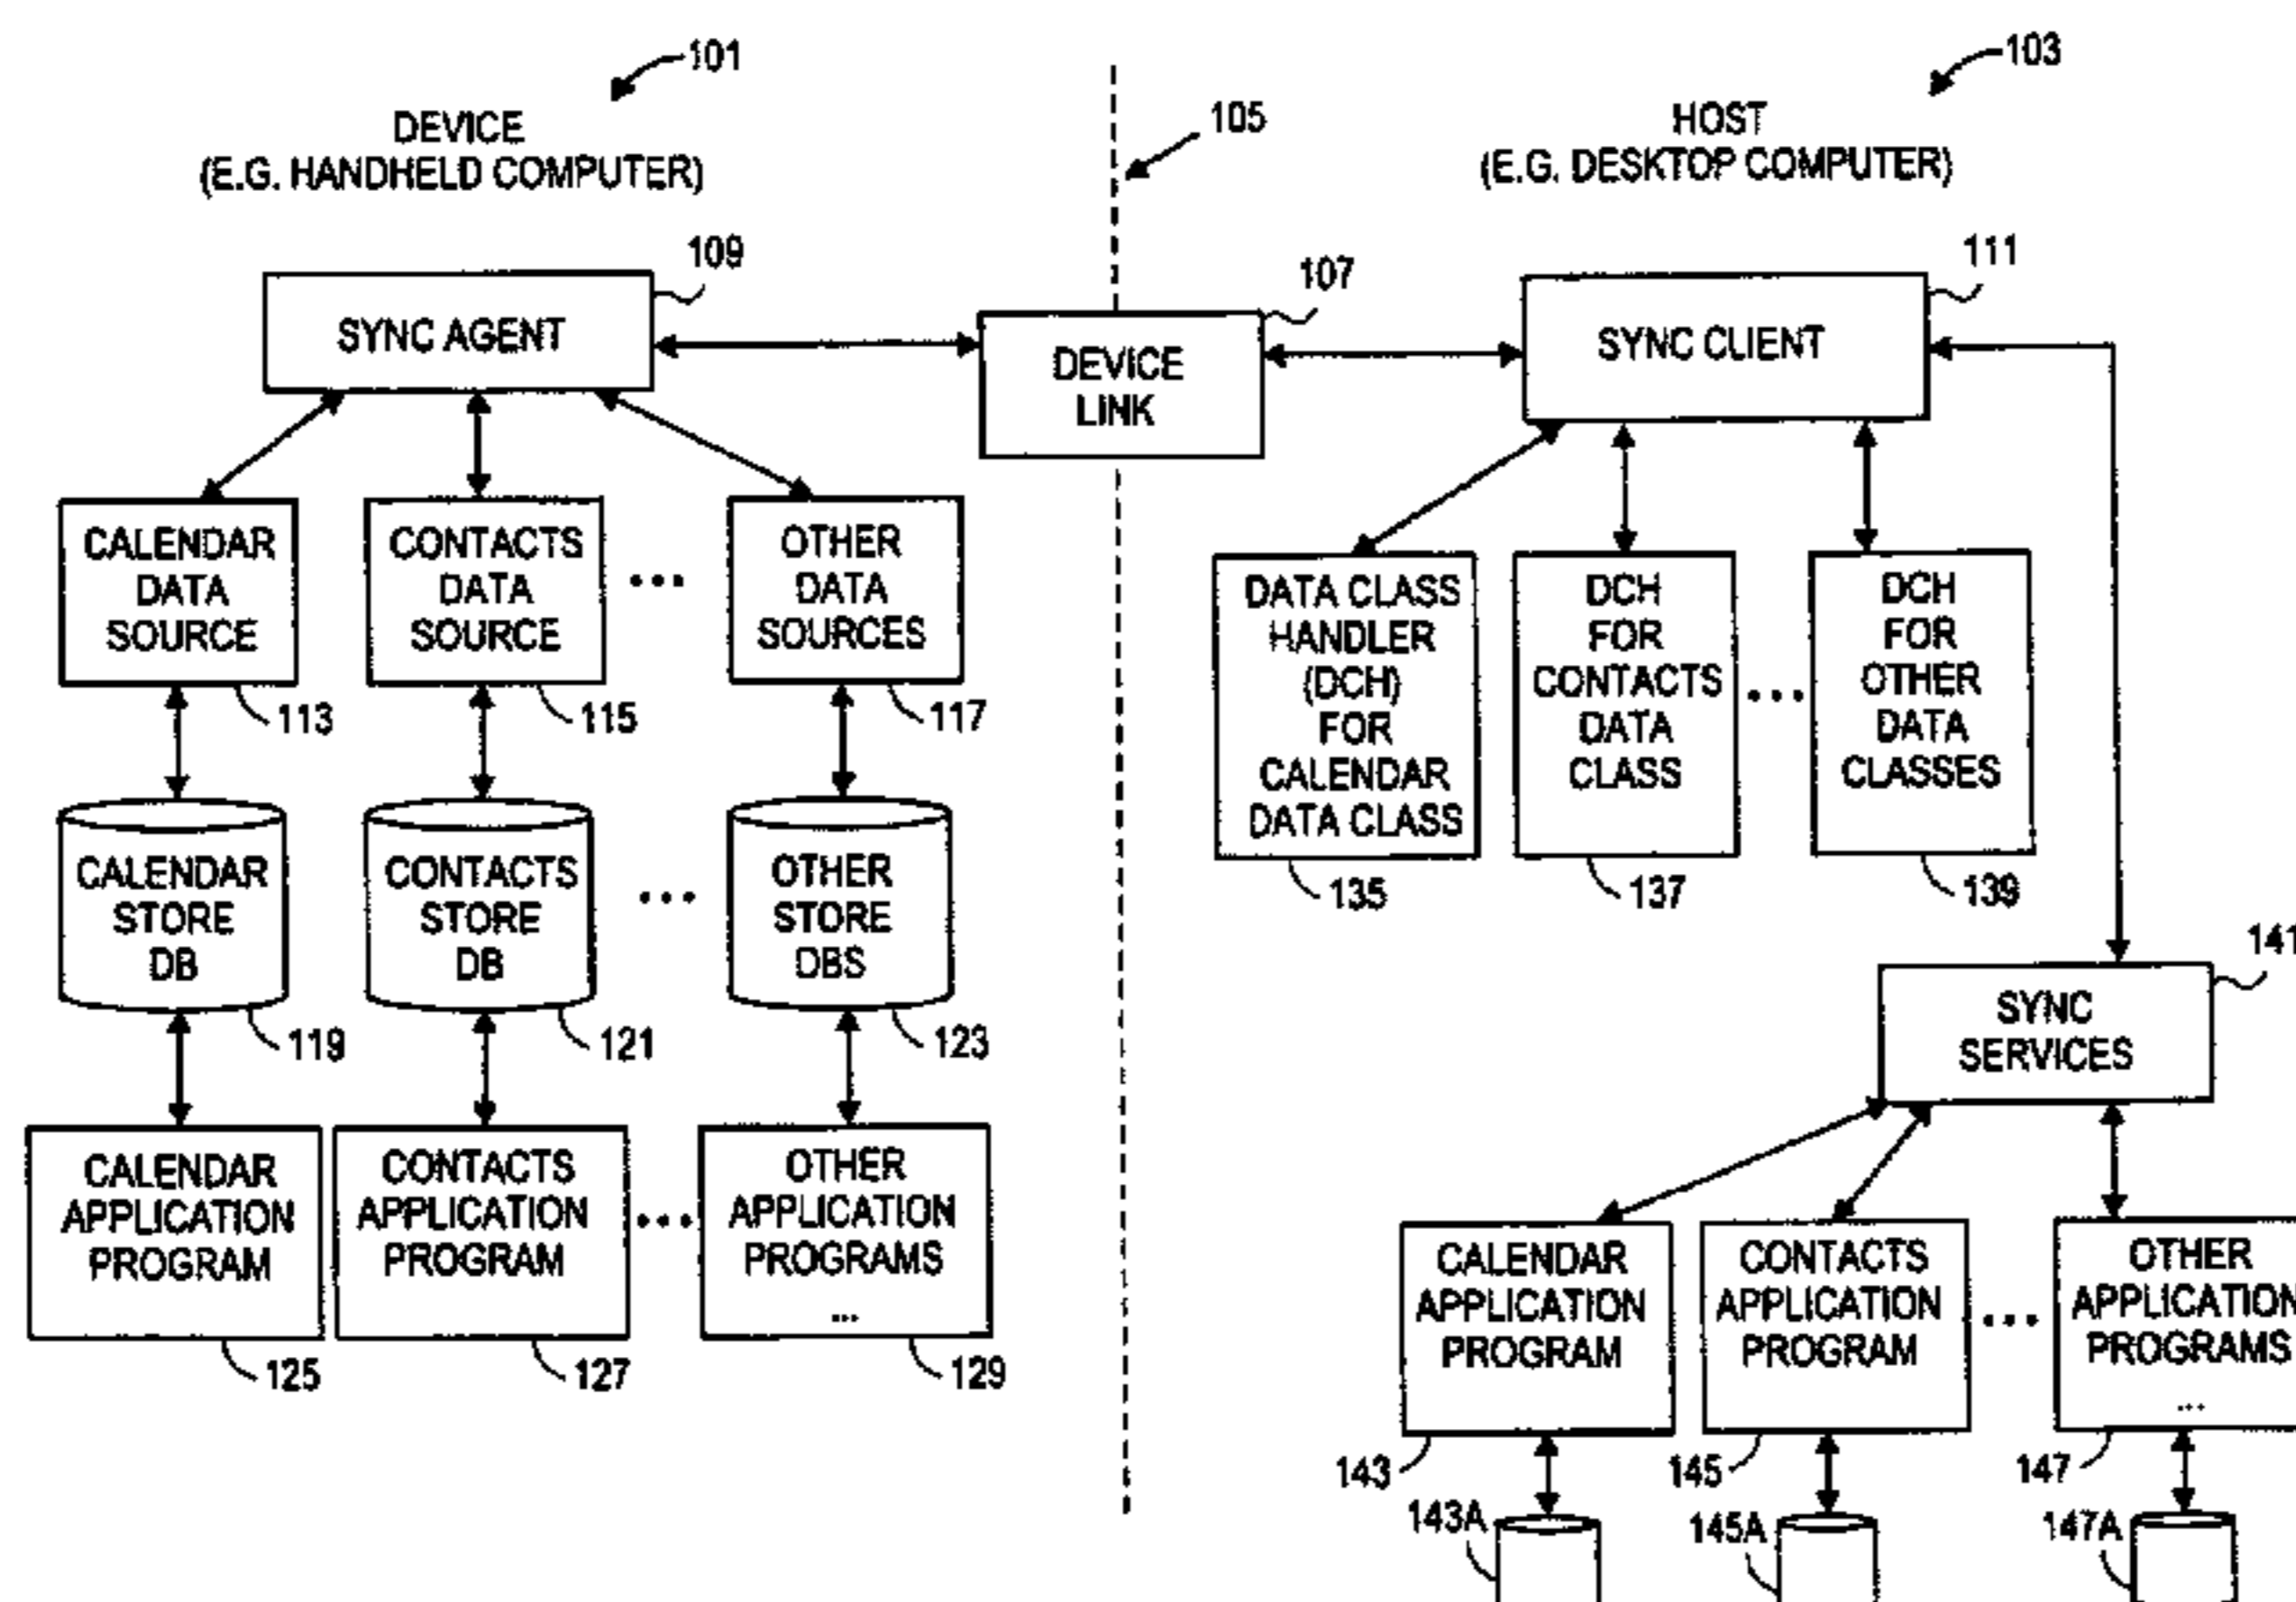 101
DEVICE
(E.G. HANDHELD COMPUTER)
105
103
HOST
(E.G. DESKTOP COMPUTER)
109
SYNC AGENT
107
DEVICE
LINK
111
SYNC CLIENT
CALENDAR
DATA
SOURCE
113
CONTACTS
DATA
SOURCE
115
...
OTHER
DATA
SOURCES
117
DATA CLASS
HANDLER
(DCH)
FOR
CALENDAR
DATA CLASS
135
DCH
FOR
CONTACTS
DATA
CLASS
137
...
DCH
FOR
OTHER
DATA
CLASSES
139
CALENDAR
STORE
DB
119
CONTACTS
STORE
DB
121
...
OTHER
STORE
DBS
123
141
SYNC
SERVICES
CALENDAR
APPLICATION
PROGRAM
125
CONTACTS
APPLICATION
PROGRAM
127
...
OTHER
APPLICATION
PROGRAMS
...
129
CALENDAR
APPLICATION
PROGRAM
143
CONTACTS
APPLICATION
PROGRAM
145
...
OTHER
APPLICATION
PROGRAMS
...
147
143A
145A
147A